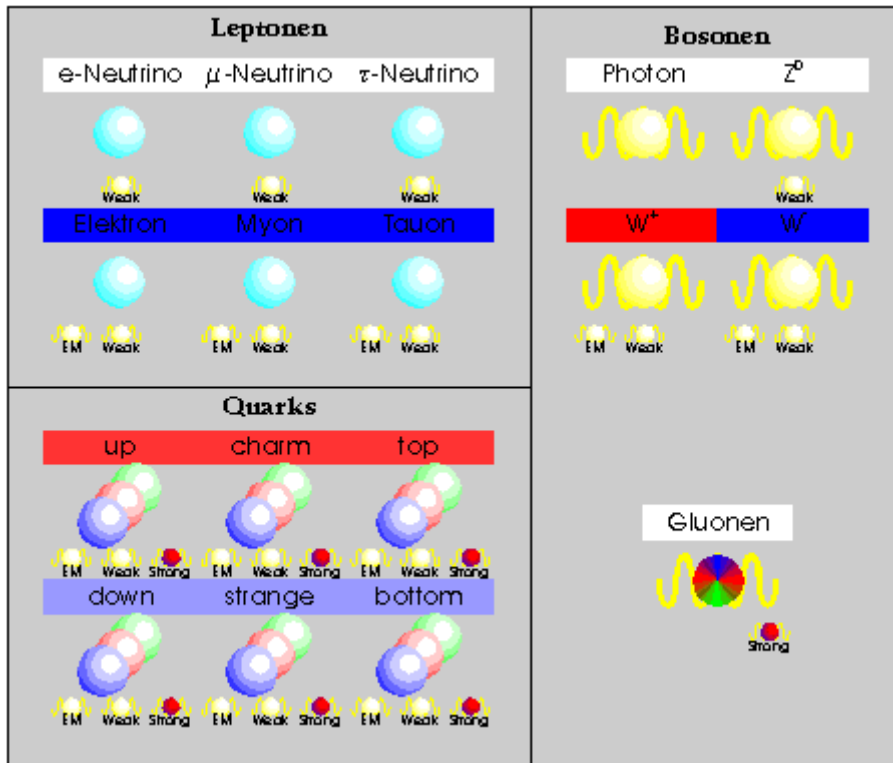 Leptonen
e-Neutrino μ-Neutrino τ-Neutrino
Weak Weak Weak
Elektron Myon Tauon
EM Weak EM Weak EM Weak
Quarks
up charm top
EM Weak Strong EM Weak Strong EM Weak Strong
down strange bottom
EM Weak Strong EM Weak Strong EM Weak Strong
Bosonen
Photon Z⁰
Weak
W⁺ W⁻
EM Weak EM Weak
Gluonen
Strong